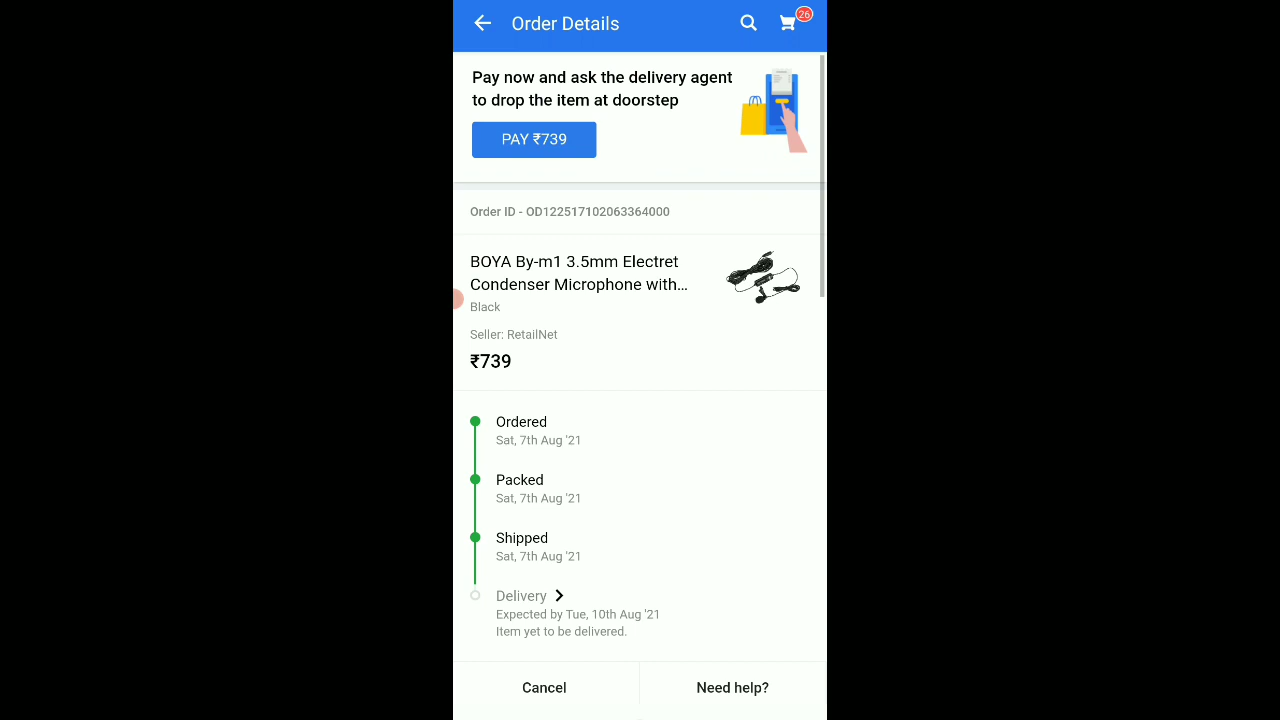 Order Details
26
Pay now and ask the delivery agent
to drop the item at doorstep
PAY ₹739
Order ID - OD122517102063364000
BOYA By-m1 3.5mm Electret
Condenser Microphone with...
Black
Seller: RetailNet
₹739
Ordered
Sat, 7th Aug '21
Packed
Sat, 7th Aug '21
Shipped
Sat, 7th Aug '21
Delivery
Expected by Tue, 10th Aug '21
Item yet to be delivered.
Cancel
Need help?